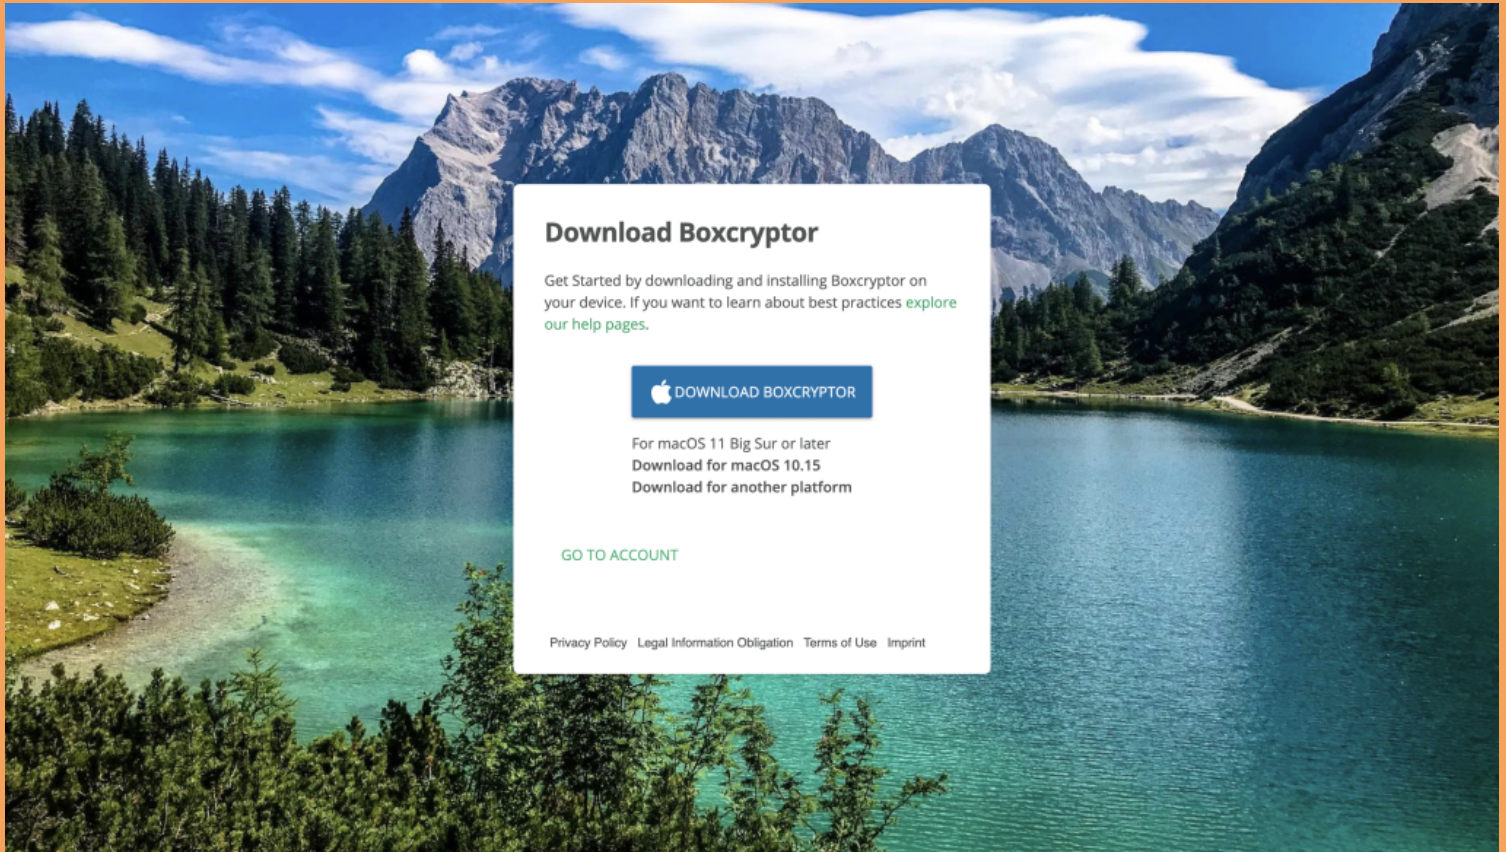 Download Boxcryptor
Get Started by downloading and installing Boxcryptor on
your device. If you want to learn about best practices explore
our help pages.
DOWNLOAD BOXCRYPTOR
For macOS 11 Big Sur or later
Download for macOS 10.15
Download for another platform
GO TO ACCOUNT
Privacy Policy Legal Information Obligation Terms of Use Imprint